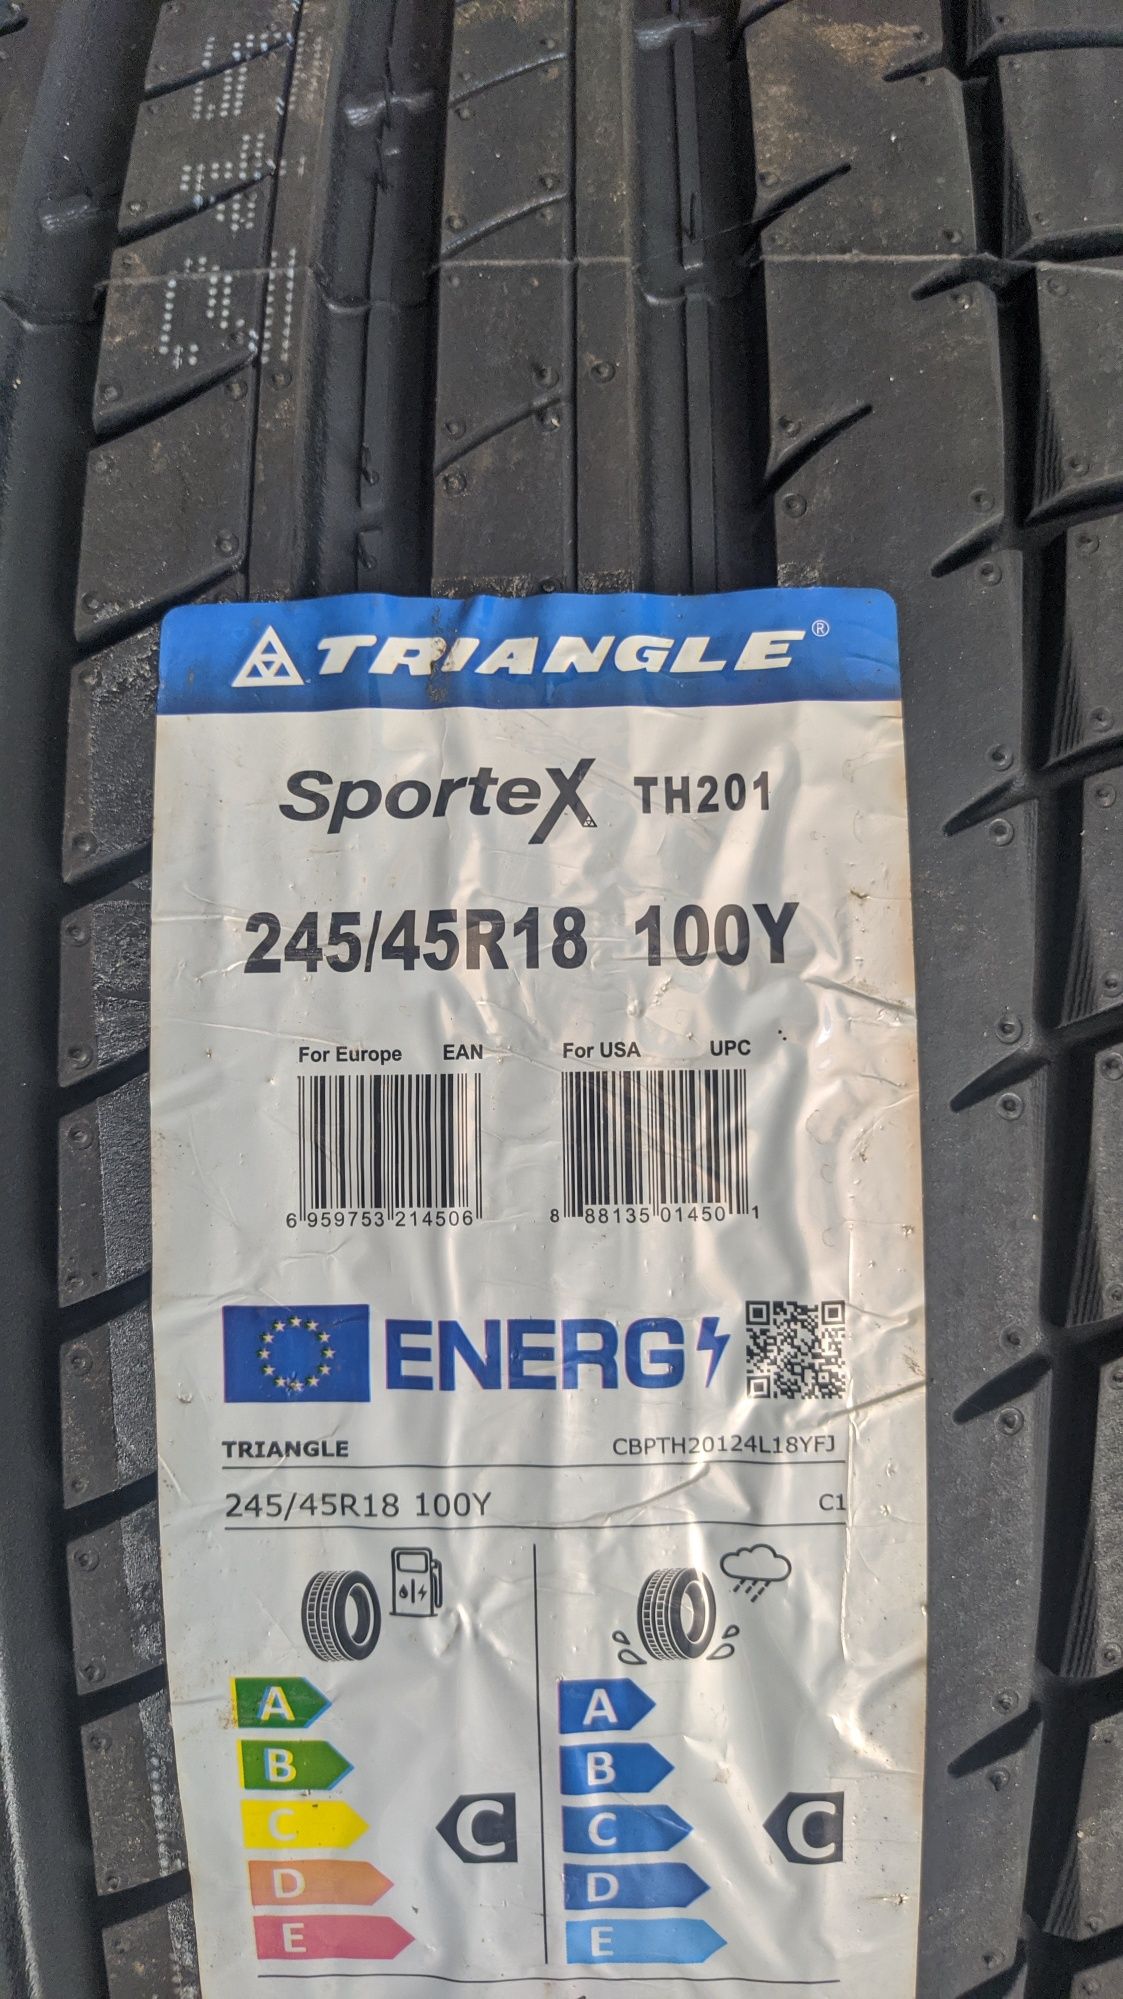 TRIANGLE®
SporteX TH201
245/45R18 100Y
For Europe EAN For USA UPC
6 959753 214506 8 88135 01450 1
ENERG
TRIANGLE CBPTH20124L18YFJ
245/45R18 100Y C1
A A
B B
C C C C
D D
E E